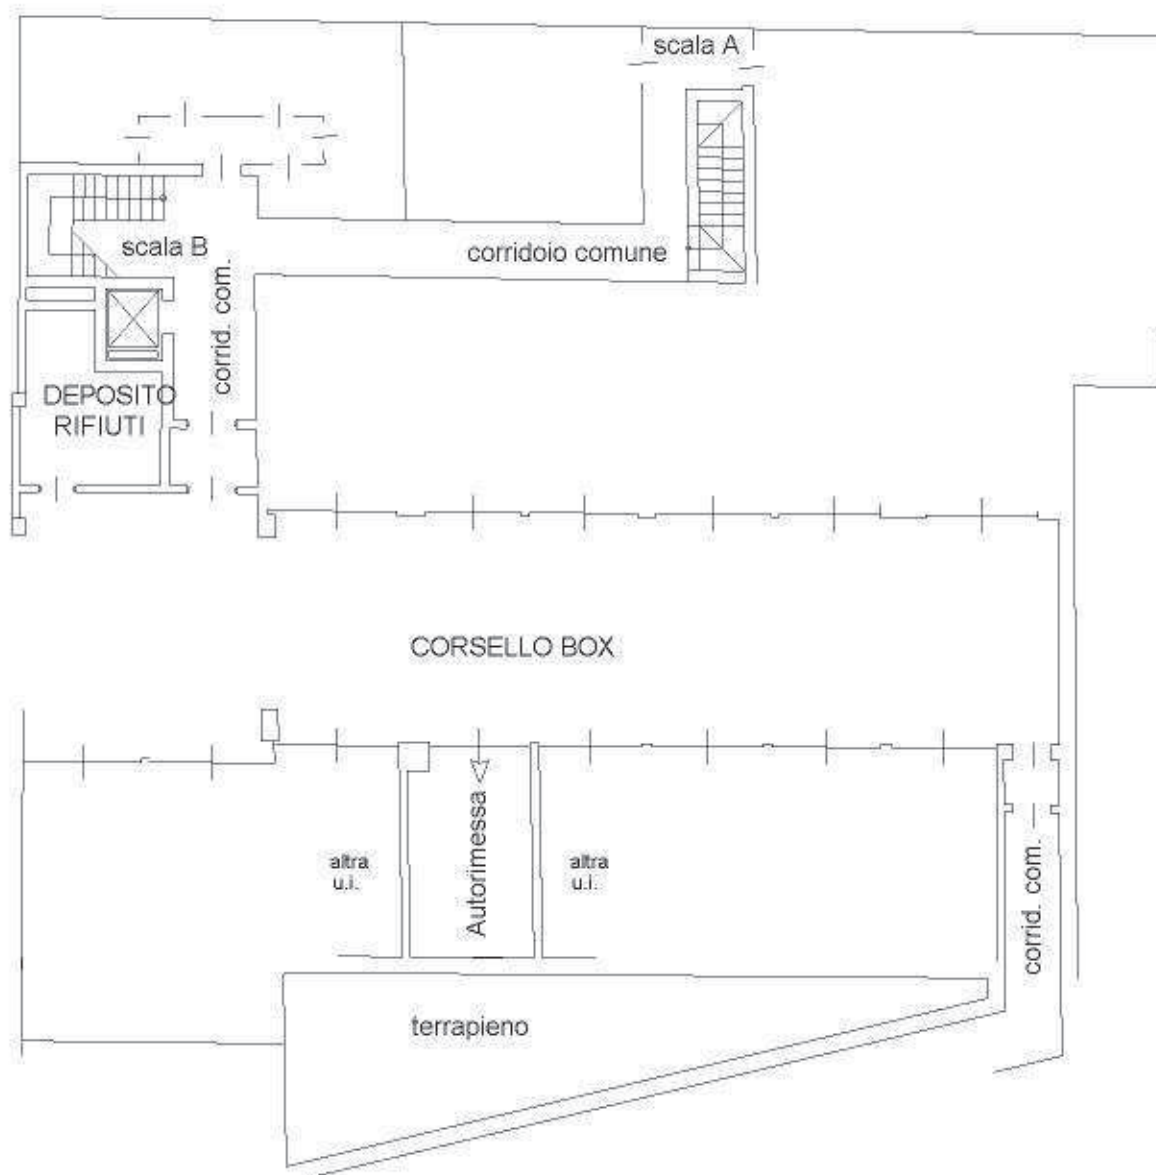 scala A
scala B
corridoio comune
corrid. com.
DEPOSITO
RIFIUTI
CORSELLO BOX
altra
u.i.
Autorimessa
altra
u.i.
corrid. com.
terrapieno